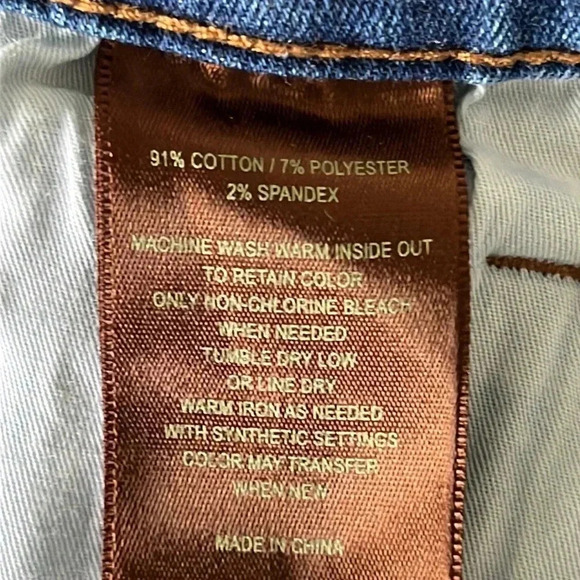 91% COTTON / 7% POLYESTER
2% SPANDEX
MACHINE WASH WARM INSIDE OUT
TO RETAIN COLOR
ONLY NON-CHLORINE BLEACH
WHEN NEEDED
TUMBLE DRY LOW
OR LINE DRY
WARM IRON AS NEEDED
WITH SYNTHETIC SETTINGS
COLOR MAY TRANSFER
WHEN NEW
MADE IN CHINA